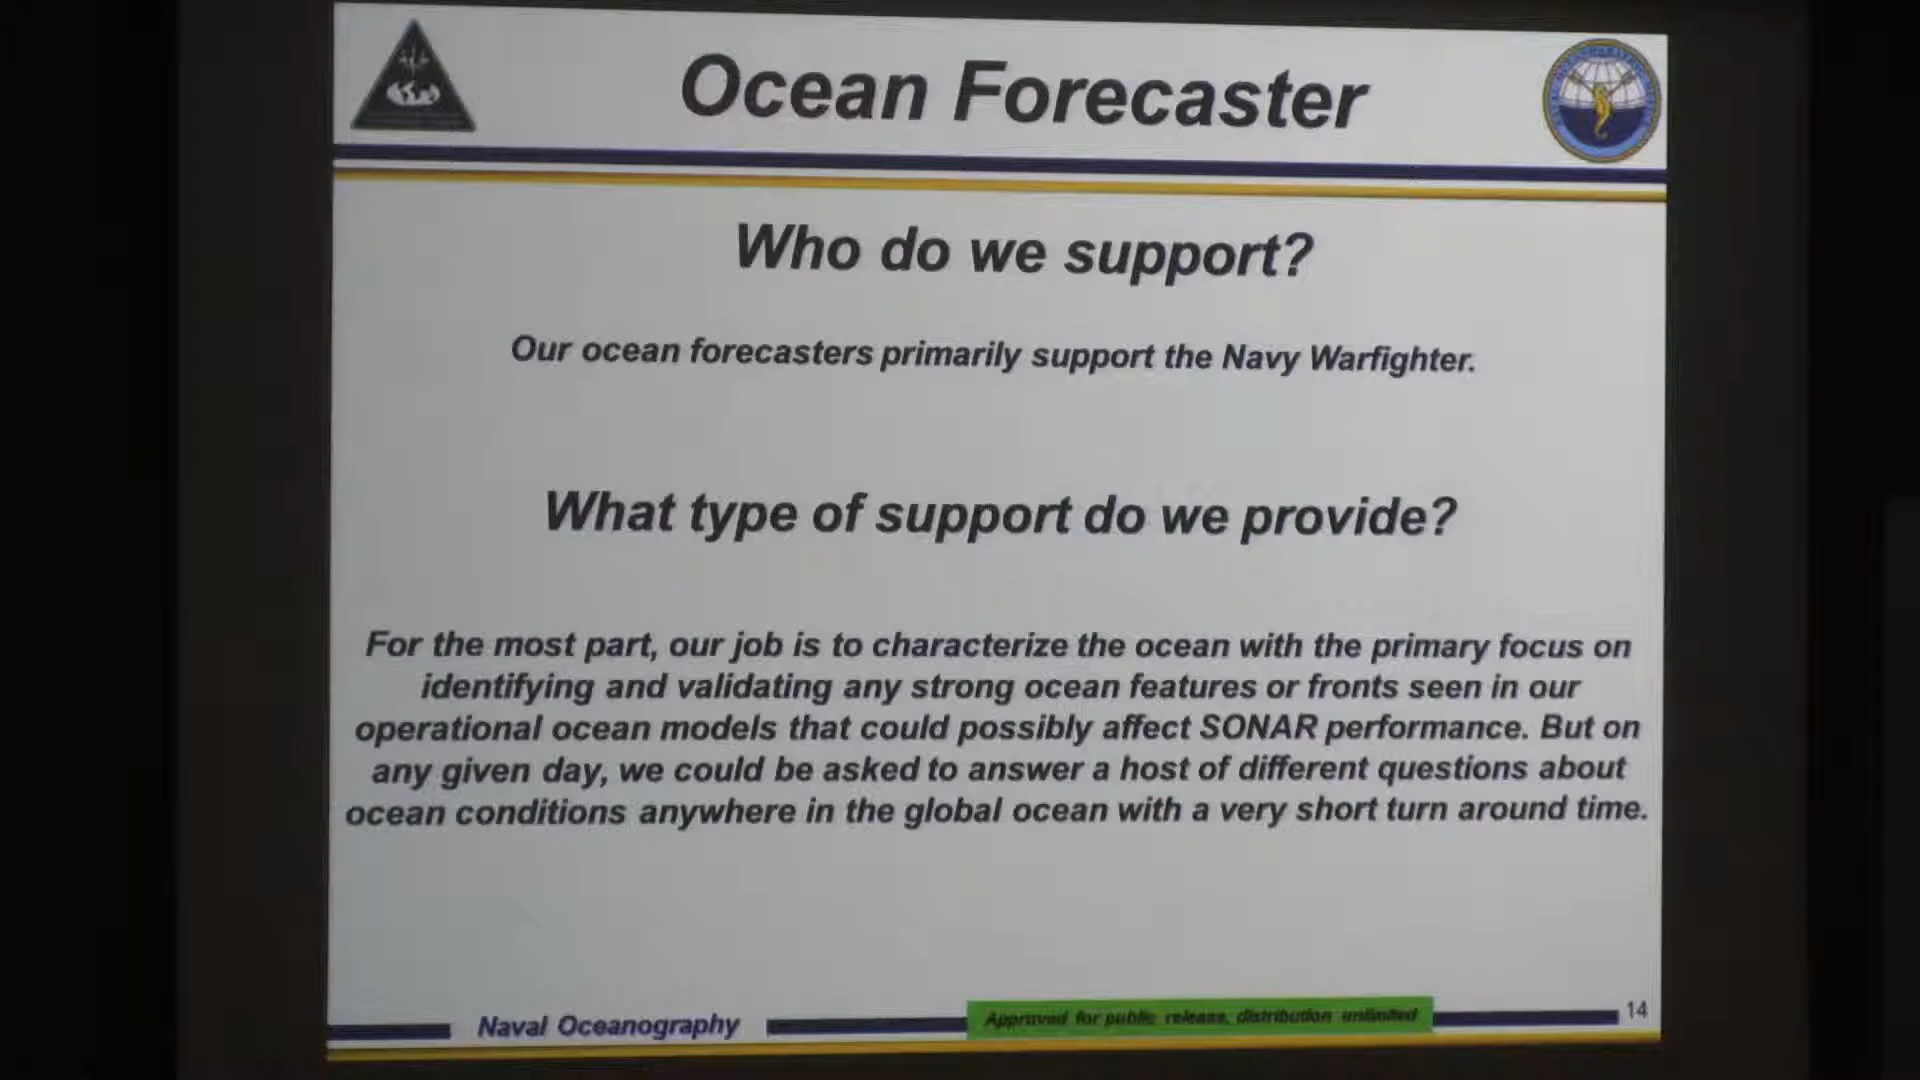 Ocean Forecaster
Who do we support?
Our ocean forecasters primarily support the Navy Warfighter.
What type of support do we provide?
For the most part, our job is to characterize the ocean with the primary focus on
identifying and validating any strong ocean features or fronts seen in our
operational ocean models that could possibly affect SONAR performance. But on
any given day, we could be asked to answer a host of different questions about
ocean conditions anywhere in the global ocean with a very short turn around time.
Naval Oceanography
Approved for public release, distribution unlimited
14